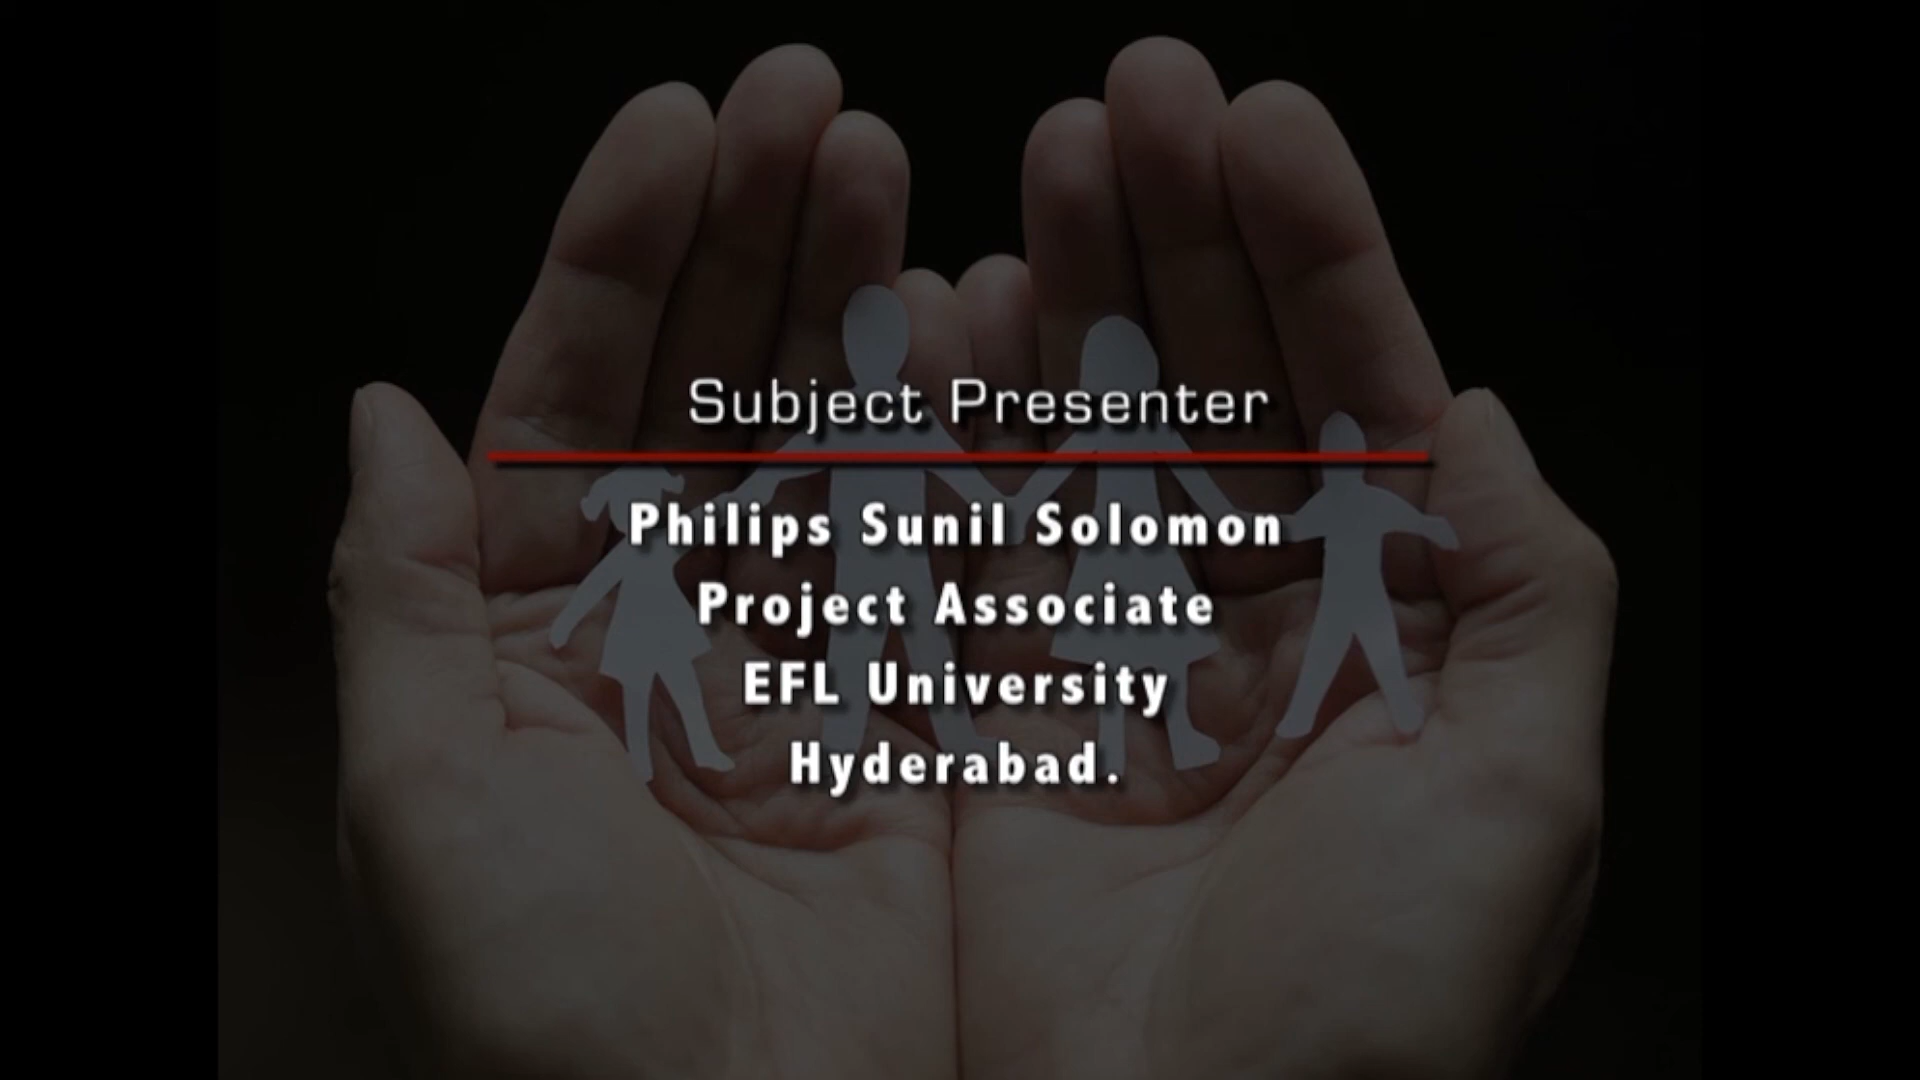 Subject Presenter
Philips Sunil Solomon
Project Associate
EFL University
Hyderabad.